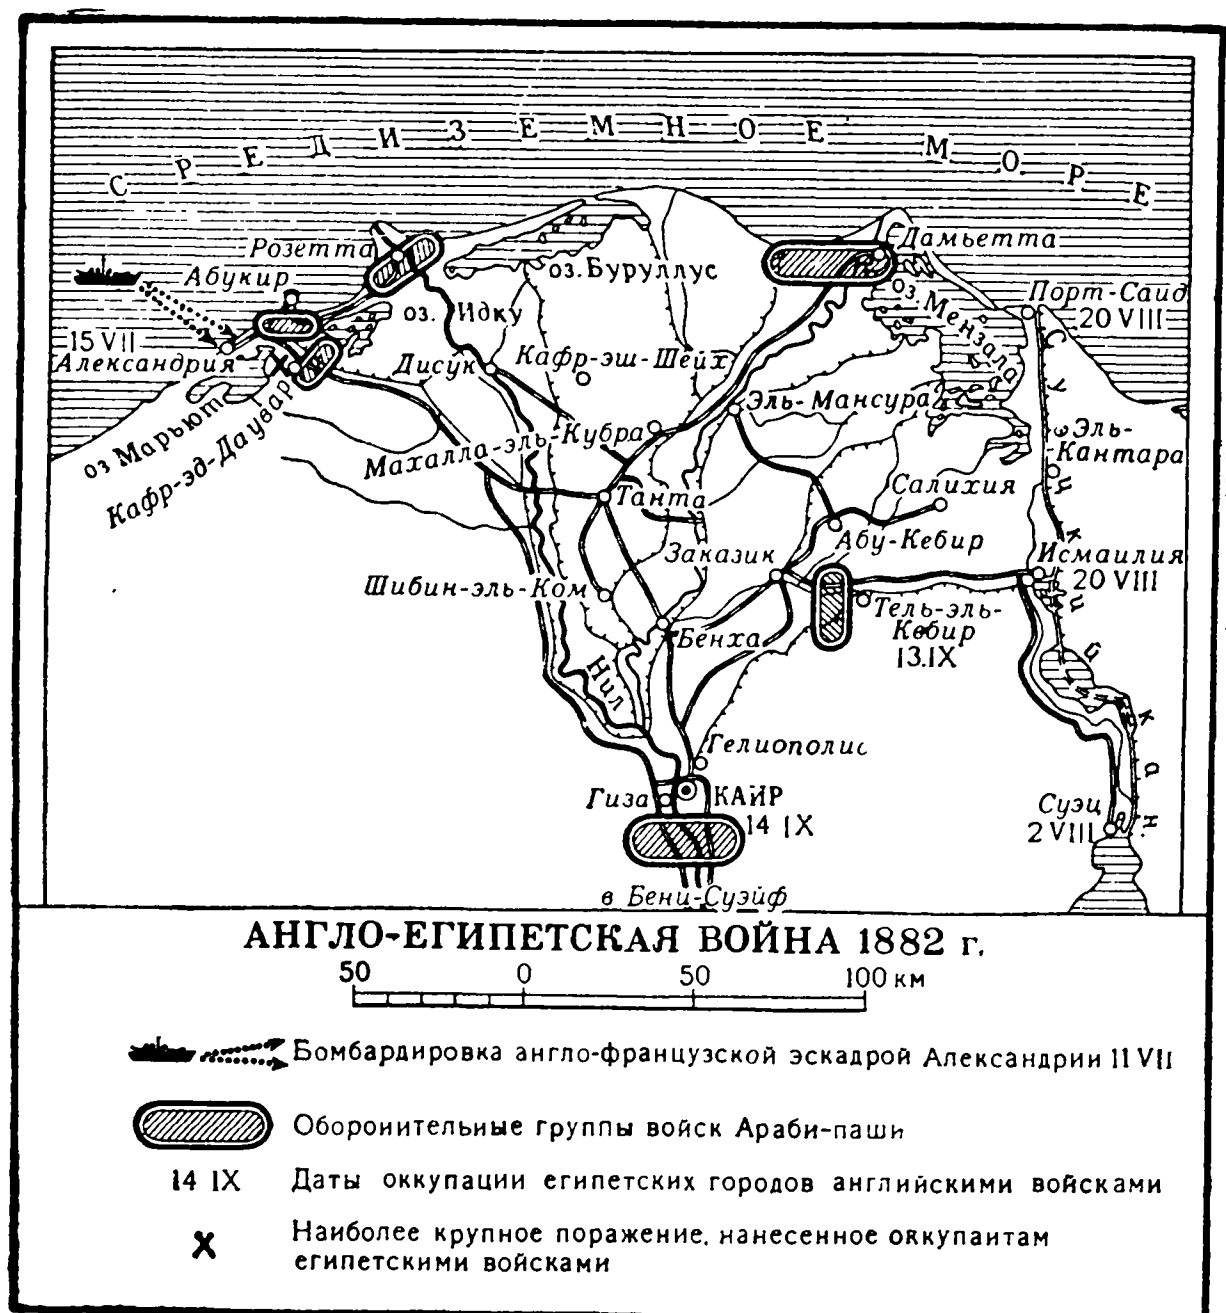 СРЕДИЗЕМНОЕ МОРЕ
Розетта
Дамьетта
Абукир
оз. Буруллус
оз. Мензала
Порт-Саид
20 VIII
оз. Идку
15 VII
Александрия
Дисук
Кафр-эш-Шейх
Эль-Мансура
оз Марьют
Кафр-эд-Даувар
Махалла-эль-Кубра
Эль-
Кантара
Суэцкий кан.
Танта
Салихия
Заказик
Абу-Кебир
Исмаилия
20 VIII
Шибин-эль-Ком
Тель-эль-
Кебир
13.IX
Бенха
Нил
Гелиополис
Гиза
КАИР
14 IX
Суэц
2 VIII
в Бени-Суэйф
АНГЛО-ЕГИПЕТСКАЯ ВОЙНА 1882 г.
50 0 50 100 км
Бомбардировка англо-французской эскадрой Александрии 11 VII
Оборонительные группы войск Араби-паши
14 IX Даты оккупации египетских городов английскими войсками
X Наиболее крупное поражение, нанесенное оккупантам
египетскими войсками